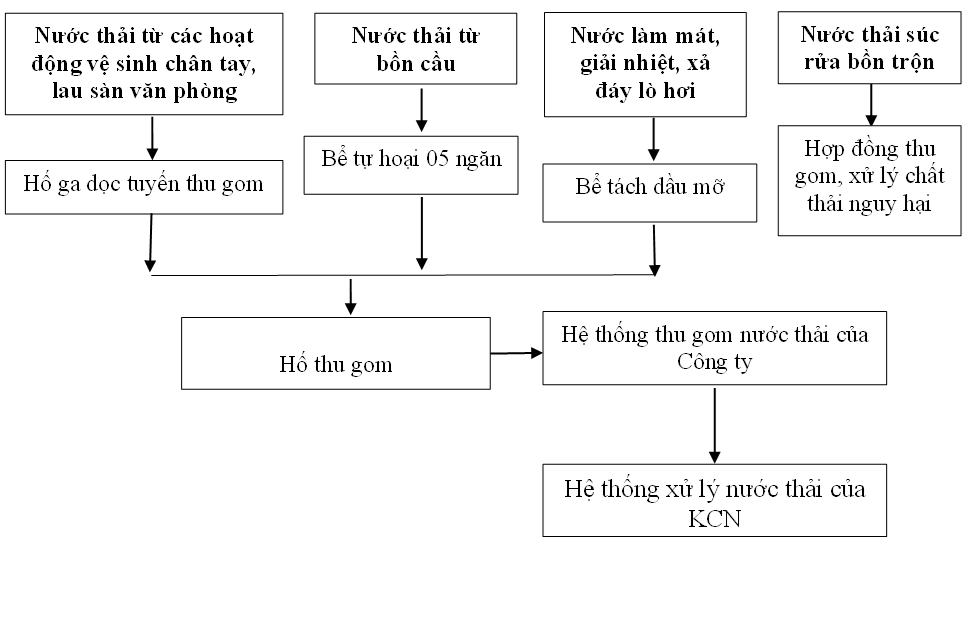 Nước thải từ các hoạt
động vệ sinh chân tay,
lau sàn văn phòng
Nước thải từ
bồn cầu
Nước làm mát,
giải nhiệt, xả
đáy lò hơi
Nước thải súc
rửa bồn trộn
Hố ga dọc tuyến thu gom
Bể tự hoại 05 ngăn
Bể tách dầu mỡ
Hợp đồng thu
gom, xử lý chất
thải nguy hại
Hố thu gom
Hệ thống thu gom nước thải của
Công ty
Hệ thống xử lý nước thải của
KCN